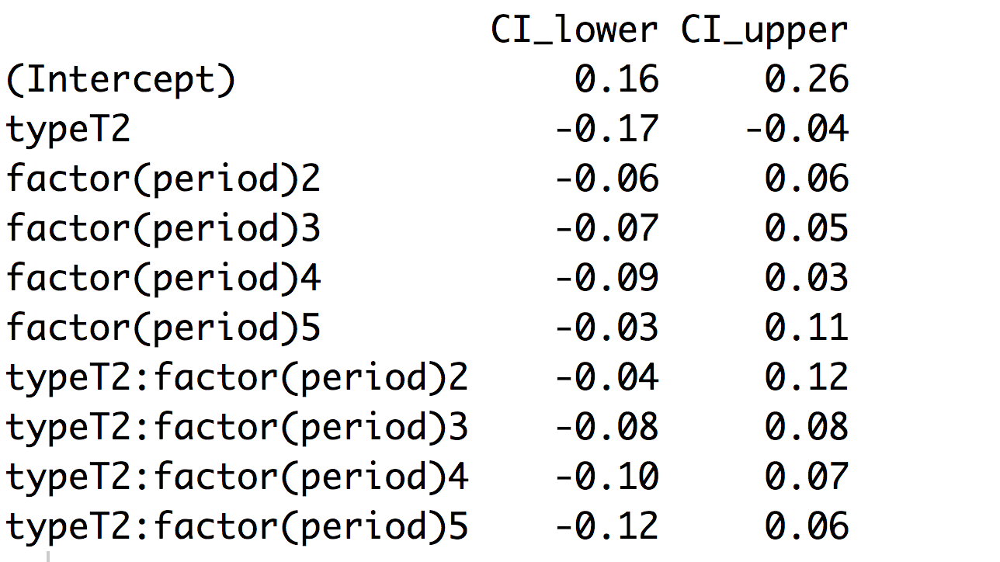 CI_lower CI_upper
(Intercept) 0.16 0.26
typeT2 -0.17 -0.04
factor(period)2 -0.06 0.06
factor(period)3 -0.07 0.05
factor(period)4 -0.09 0.03
factor(period)5 -0.03 0.11
typeT2:factor(period)2 -0.04 0.12
typeT2:factor(period)3 -0.08 0.08
typeT2:factor(period)4 -0.10 0.07
typeT2:factor(period)5 -0.12 0.06